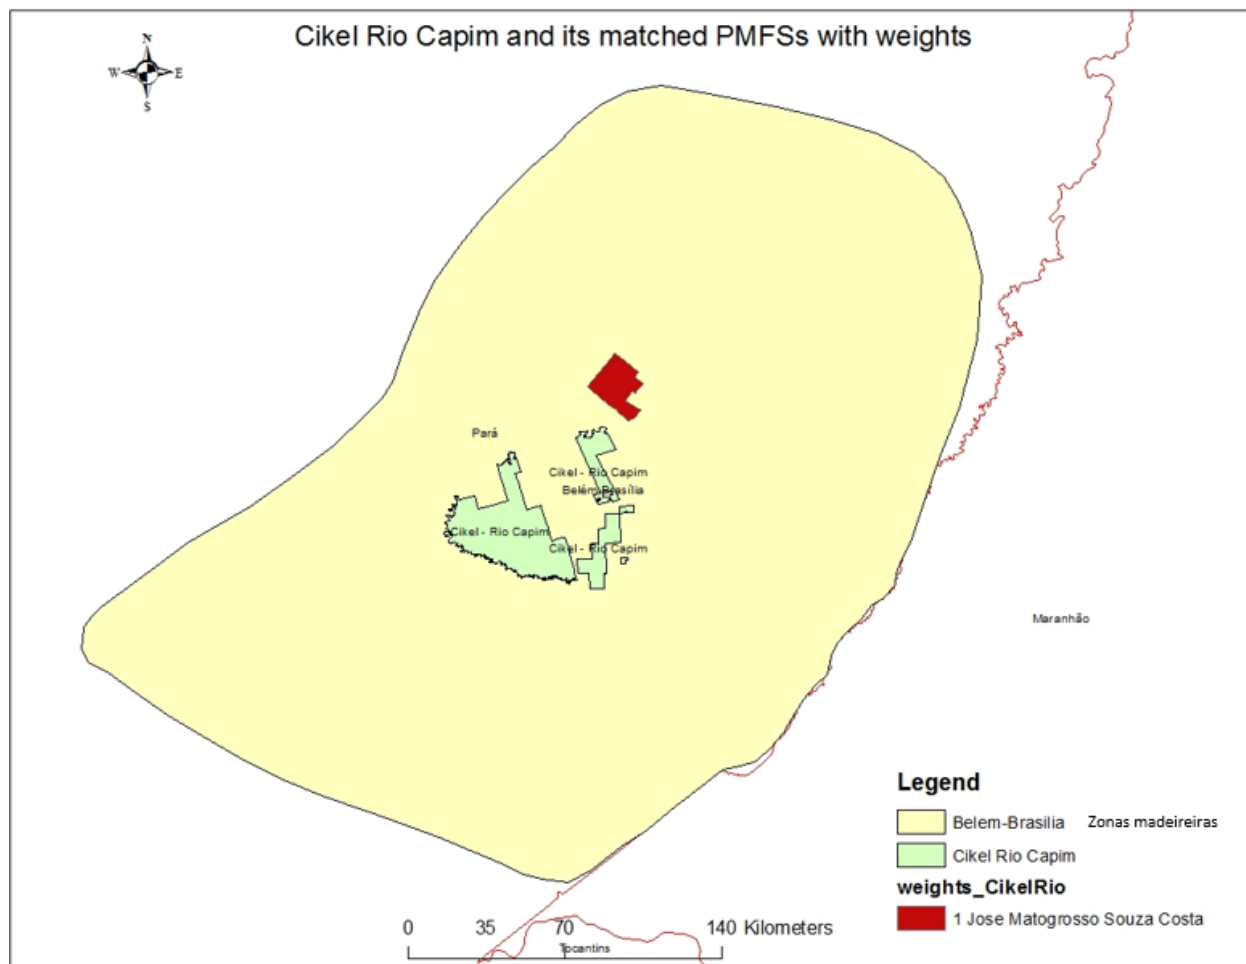 Cikel Rio Capim and its matched PMFSs with weights
N
W E
S
Pará
Cikel - Rio Capim
Belém-Brasília
Cikel - Rio Capim
Cikel - Rio Capim
Maranhão
Legend
Belem-Brasilia Zonas madeireiras
Cikel Rio Capim
weights_CikelRio
1 Jose Matogrosso Souza Costa
0 35 70 140 Kilometers
Tocantins